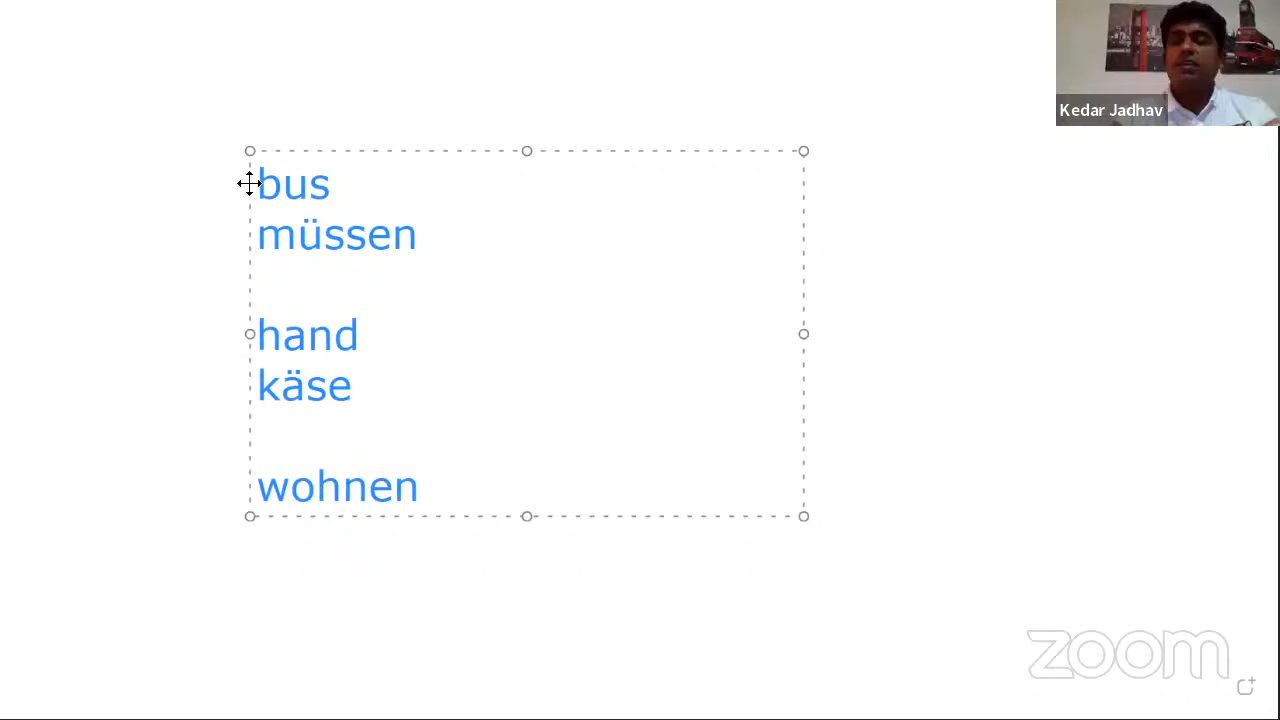 Kedar Jadhav
bus
müssen
hand
käse
wohnen
zoom